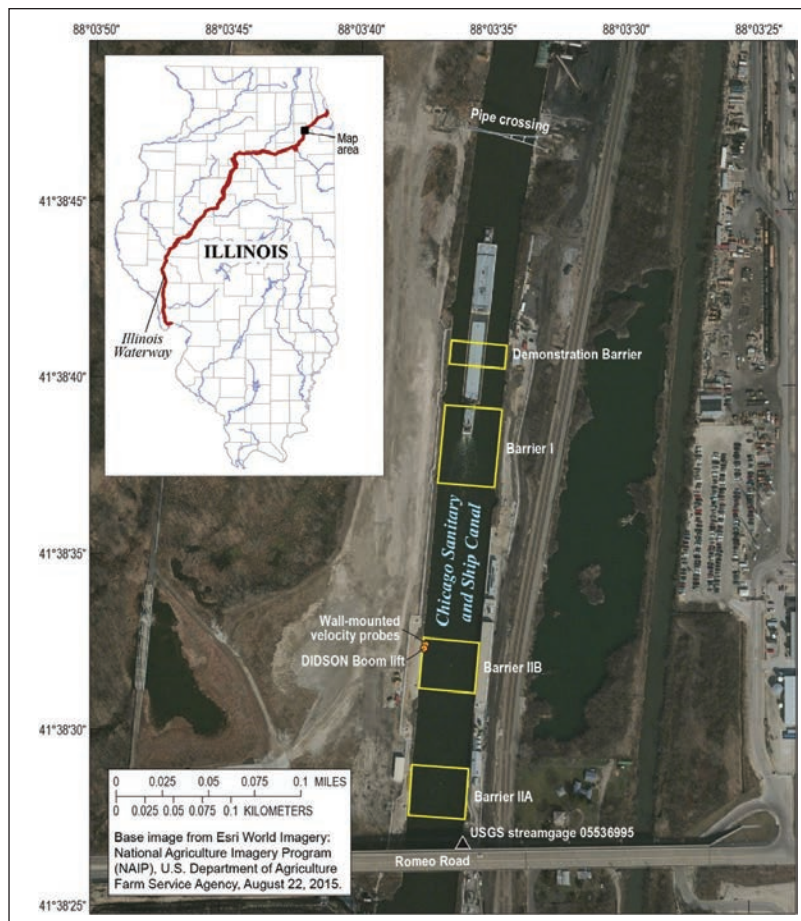 88°03'50"
88°03'45"
88°03'40"
88°03'35"
88°03'30"
88°03'25"
Pipe crossing
Map
area
ILLINOIS
Illinois
Waterway
41°38'45"
41°38'40"
41°38'35"
41°38'30"
41°38'25"
Demonstration Barrier
Barrier I
Chicago Sanitary
and Ship Canal
Wall-mounted
velocity probes
DIDSON Boom lift
Barrier IIB
Barrier IIA
USGS streamgage 05536995
Romeo Road
0 0.025 0.05 0.075 0.1 MILES
0 0.025 0.05 0.075 0.1 KILOMETERS
Base image from Esri World Imagery:
National Agriculture Imagery Program
(NAIP), U.S. Department of Agriculture
Farm Service Agency, August 22, 2015.